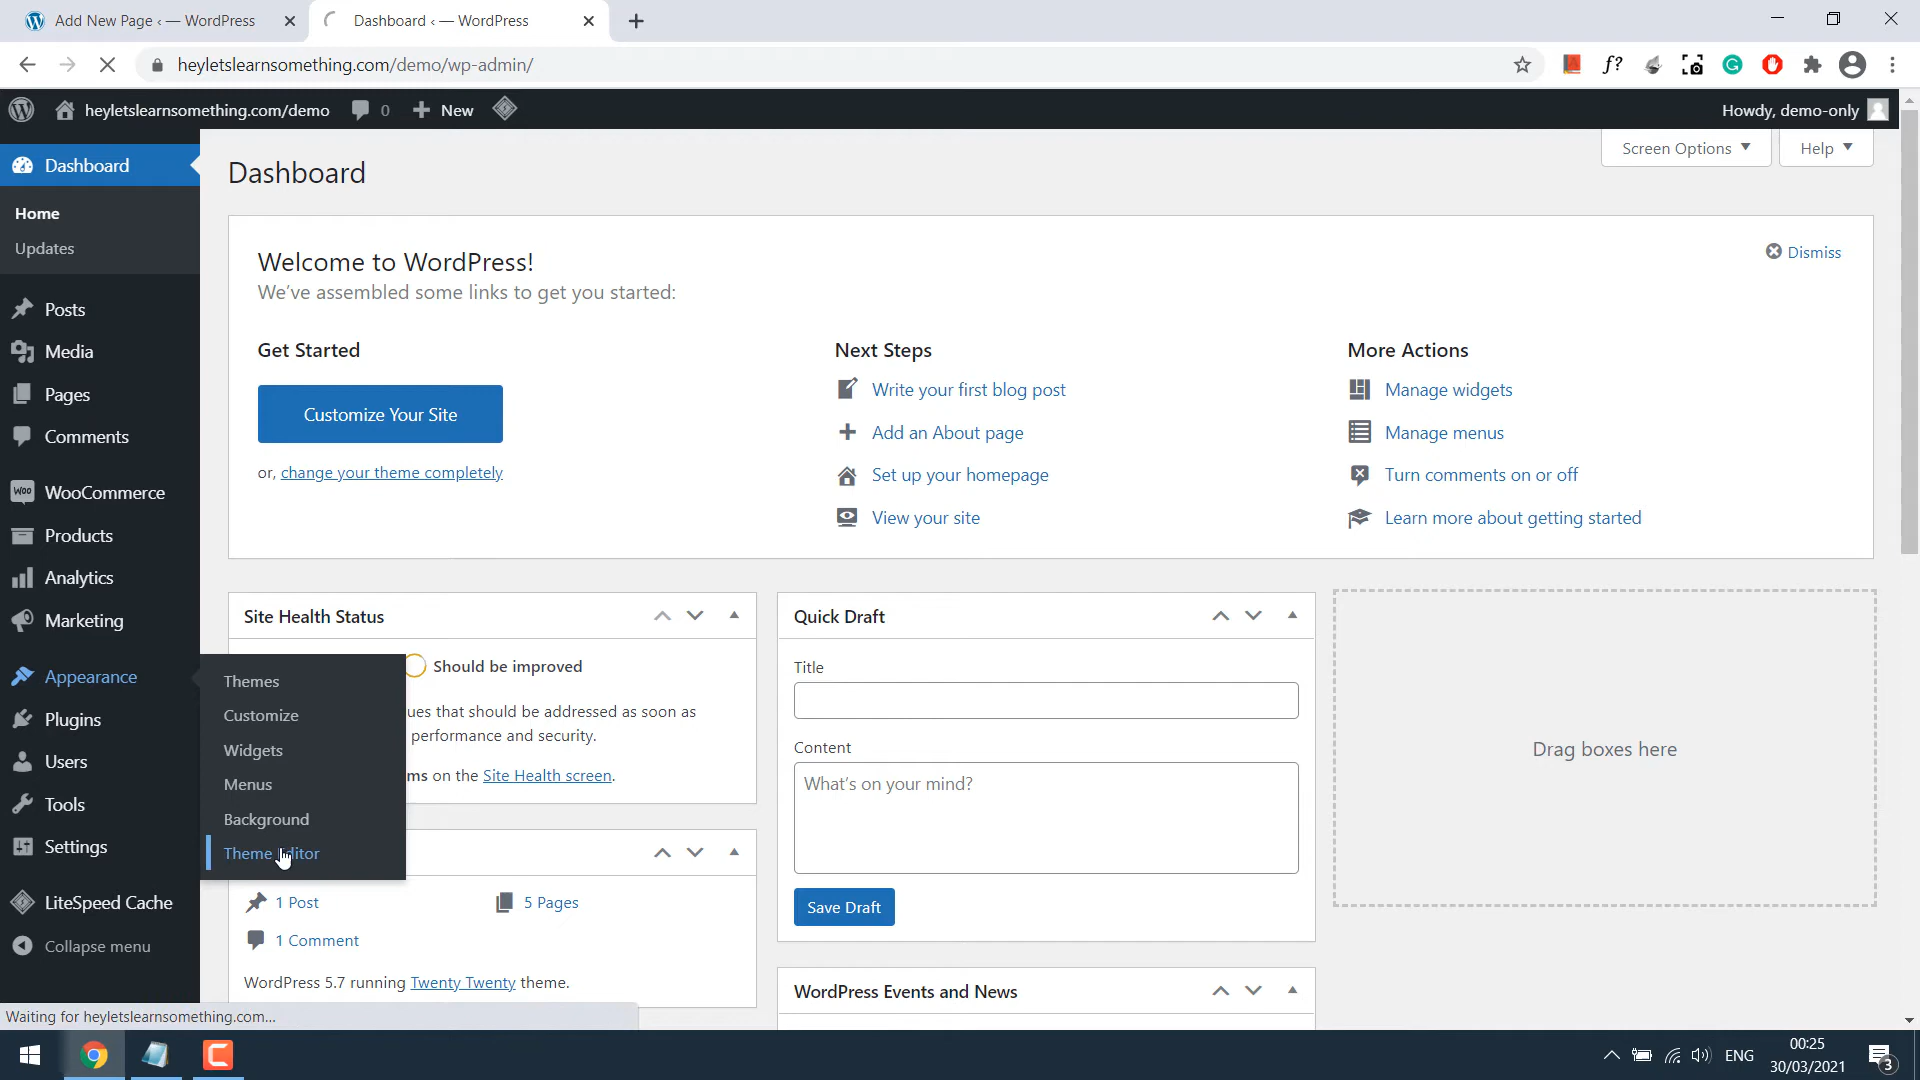 Add New Page ‹ — WordPress
Dashboard ‹ — WordPress
heyletslearnsomething.com/demo/wp-admin/
heyletslearnsomething.com/demo
0
New
Howdy, demo-only
Dashboard
Home
Updates
Posts
Media
Pages
Comments
WooCommerce
Products
Analytics
Marketing
Appearance
Plugins
Users
Tools
Settings
LiteSpeed Cache
Collapse menu
Themes
Customize
Widgets
Menus
Background
Theme
Screen Options
Help
Dashboard
Welcome to WordPress!
We've assembled some links to get you started:
Dismiss
Get Started
Customize Your Site
or, change your theme completely
Next Steps
Write your first blog post
Add an About page
Set up your homepage
View your site
More Actions
Manage widgets
Manage menus
Turn comments on or off
Learn more about getting started
Site Health Status
Should be improved
that should be addressed as soon as
performance and security.
on the Site Health screen.
1 Post
5 Pages
1 Comment
WordPress 5.7 running Twenty Twenty theme.
Quick Draft
Title
Content
What's on your mind?
Save Draft
WordPress Events and News
Drag boxes here
Waiting for heyletslearnsomething.com...
ENG
00:25
30/03/2021
3